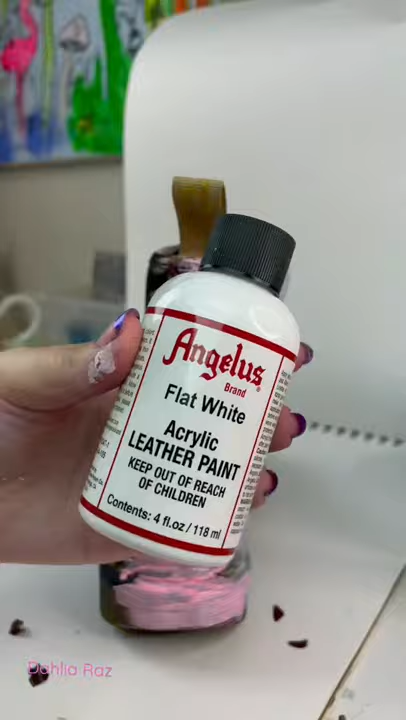 Angelus®
Brand
Flat White
Acrylic
LEATHER PAINT
KEEP OUT OF REACH
OF CHILDREN
Contents: 4 fl.oz / 118 ml
Dahlia Raz